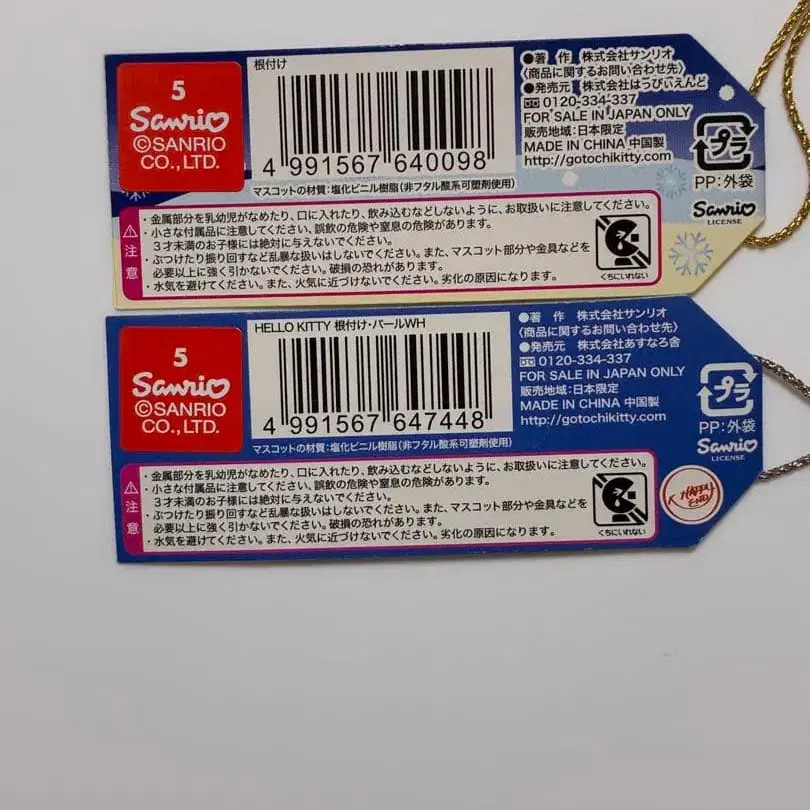 5
Sanrio
©SANRIO
CO.,LTD.
根付け
4 991567 640098
マスコットの材質：塩化ビニル樹脂（非フタル酸系可塑剤使用）
●著　作　株式会社サンリオ
〈商品に関するお問い合わせ先〉
●発売元　株式会社はぅぴぃえんど
0120-334-337
FOR SALE IN JAPAN ONLY
販売地域：日本限定
MADE IN CHINA 中国製
http://gotochikitty.com
プラ
PP：外袋
Sanrio
LICENSE
注意
・金属部分を乳幼児がなめたり、口に入れたり、飲み込むなどしないように、お取扱いに注意してください。
・小さな付属品に注意してください。誤飲の危険や窒息の危険があります。
３才未満のお子様には絶対に与えないでください。
・ぶつけたり振り回すなど乱暴な扱いはしないでください。また、マスコット部分や金具などを
必要以上に強く引かないでください。破損の恐れがあります。
・水気を避けてください。また、火気に近づけないでください。劣化の原因になります。
くちにいれない
5
Sanrio
©SANRIO
CO.,LTD.
HELLO KITTY 根付け・パールWH
4 991567 647448
マスコットの材質：塩化ビニル樹脂（非フタル酸系可塑剤使用）
●著　作　株式会社サンリオ
〈商品に関するお問い合わせ先〉
●発売元　株式会社あすなろ舎
0120-334-337
FOR SALE IN JAPAN ONLY
販売地域：日本限定
MADE IN CHINA 中国製
http://gotochikitty.com
プラ
PP：外袋
Sanrio
LICENSE
注意
・金属部分を乳幼児がなめたり、口に入れたり、飲み込むなどしないように、お取扱いに注意してください。
・小さな付属品に注意してください。誤飲の危険や窒息の危険があります。
３才未満のお子様には絶対に与えないでください。
・ぶつけたり振り回すなど乱暴な扱いはしないでください。また、マスコット部分や金具などを
必要以上に強く引かないでください。破損の恐れがあります。
・水気を避けてください。また、火気に近づけないでください。劣化の原因になります。
くちにいれない
HAPPY
END